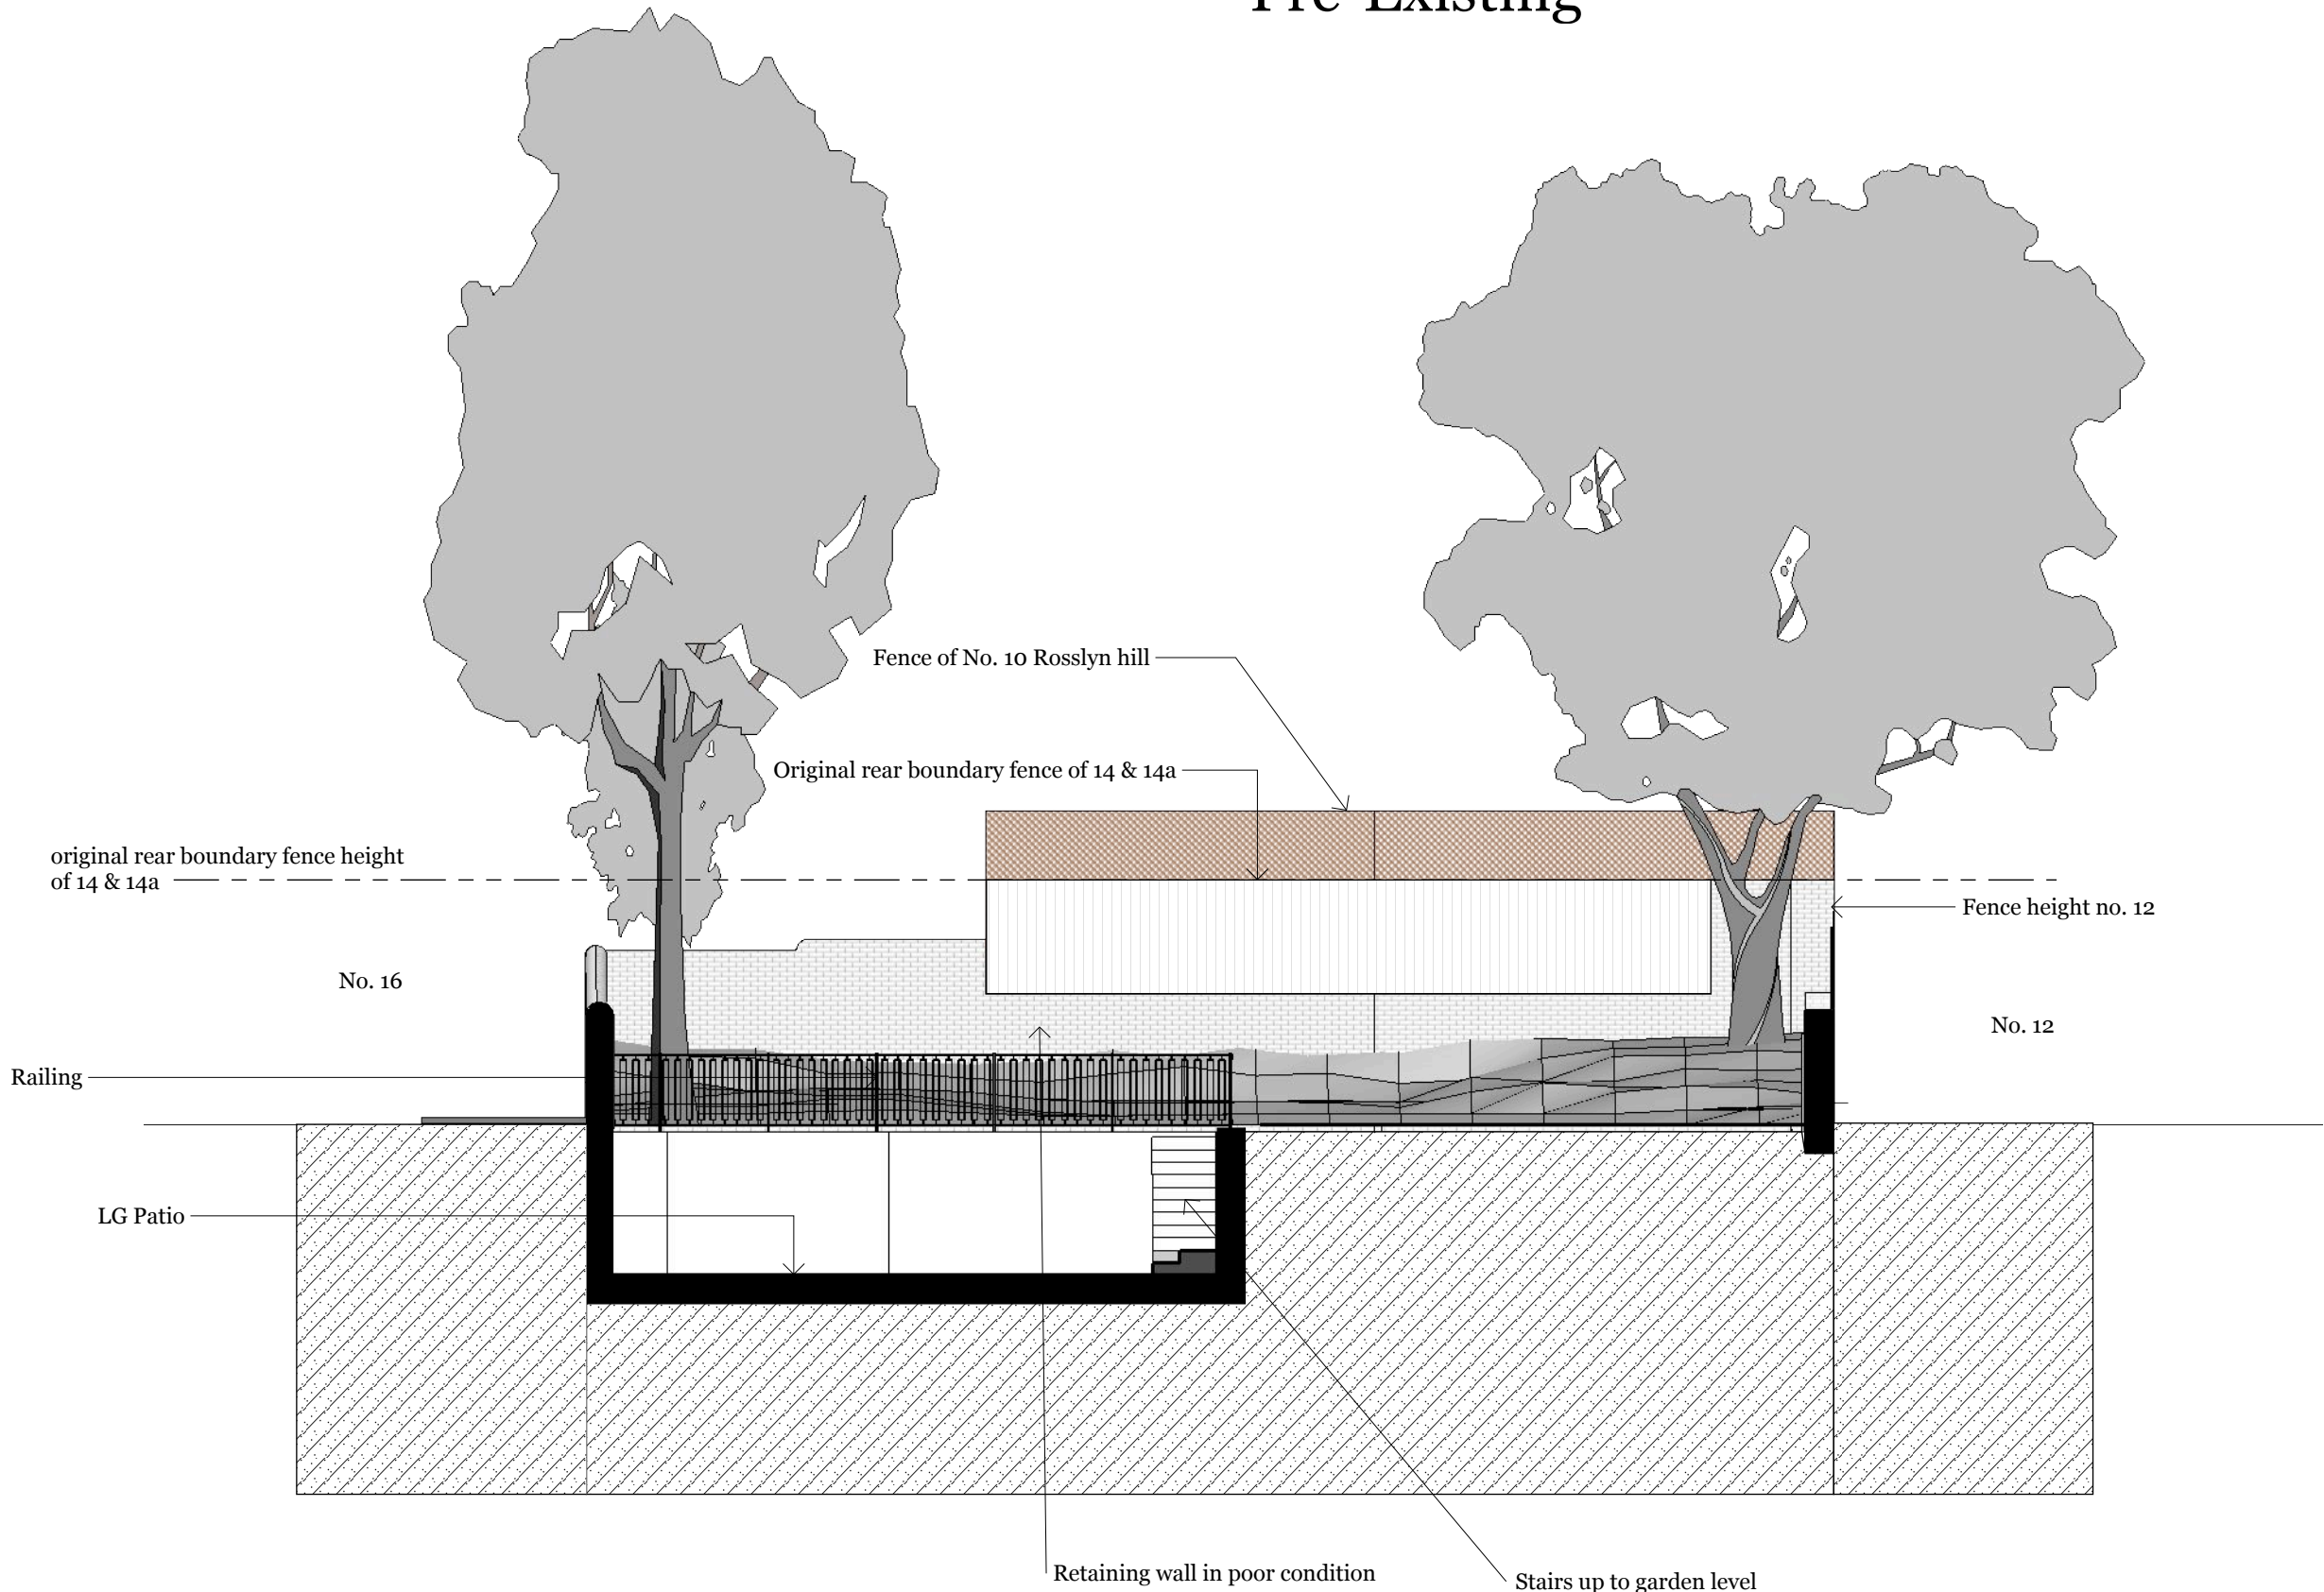 Pre-Existing
Fence of No. 10 Rosslyn hill
Original rear boundary fence of 14 & 14a
original rear boundary fence height
of 14 & 14a
Fence height no. 12
No. 16
No. 12
Railing
LG Patio
Retaining wall in poor condition
Stairs up to garden level